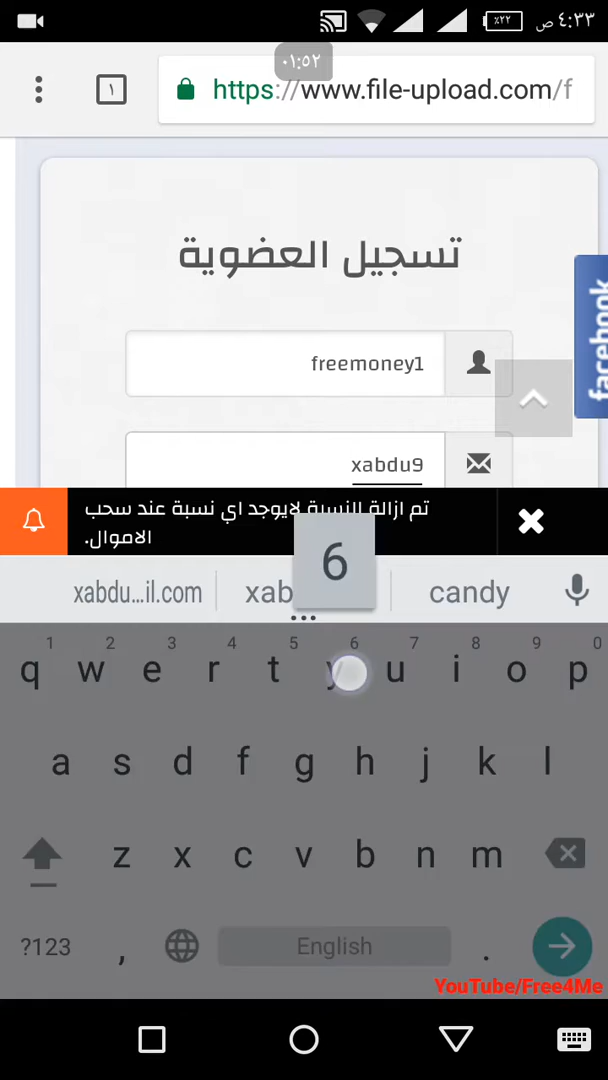 ٤:٣٣ ص
٪٢٢
٠١:٥٢
١
https://www.file-upload.com/f
تسجيل العضوية
freemoney1
facebook
xabdu9
تم ازالة النسبة لايوجد اي نسبة عند سحب
الاموال.
6
xabdu...il.com
xab
candy
1 2 3 4 5 6 7 8 9 0
q w e r t y u i o p
a s d f g h j k l
z x c v b n m
?123 , English .
YouTube/Free4Me